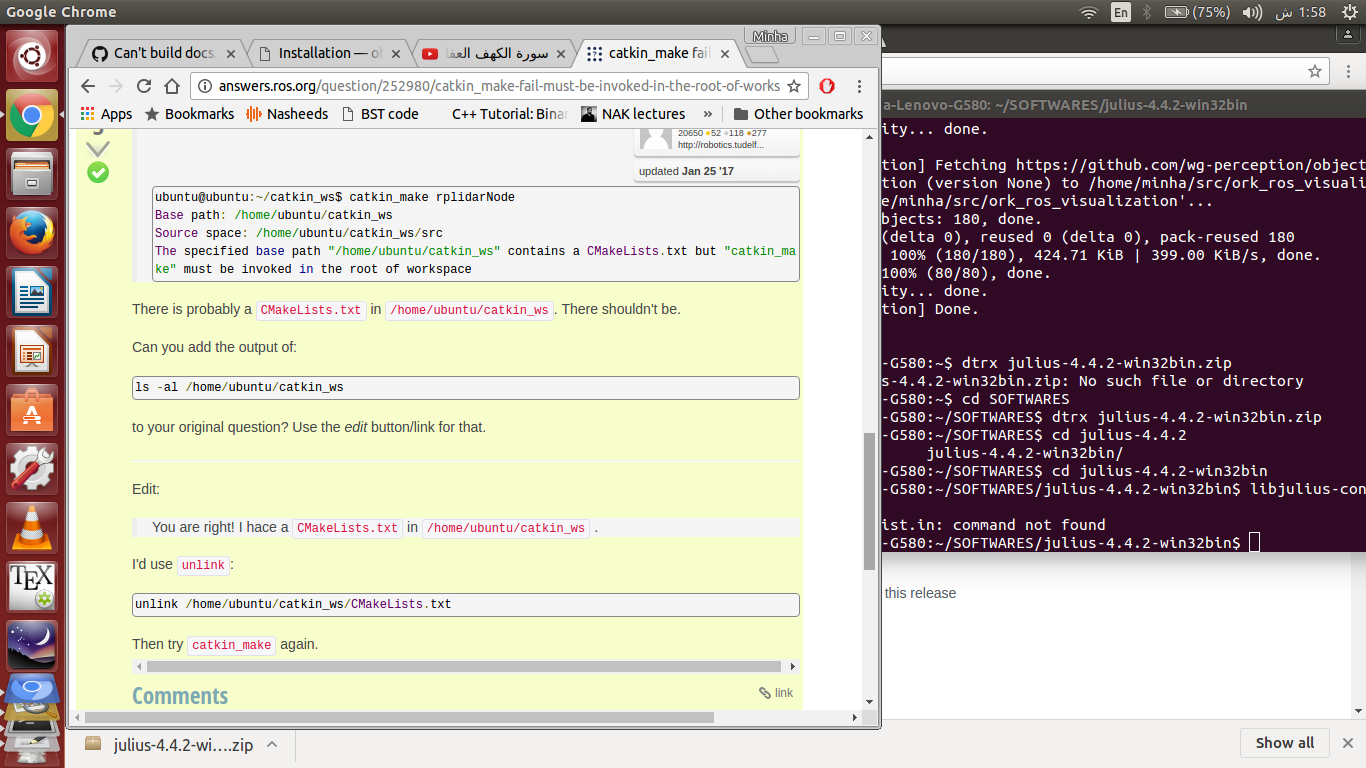 Google Chrome
En
(75%)
1:58 ش
Minha
Can't build docs.
Installation — ob
سورة الكهف العفا
catkin_make fail
answers.ros.org/question/252980/catkin_make-fail-must-be-invoked-in-the-root-of-works
Apps
Bookmarks
Nasheeds
BST code
C++ Tutorial: Binar
NAK lectures
»
Other bookmarks
20650 52 118 277
http://robotics.tudelf...
updated Jan 25 '17
ubuntu@ubuntu:~/catkin_ws$ catkin_make rplidarNode
Base path: /home/ubuntu/catkin_ws
Source space: /home/ubuntu/catkin_ws/src
The specified base path "/home/ubuntu/catkin_ws" contains a CMakeLists.txt but "catkin_ma
ke" must be invoked in the root of workspace
There is probably a CMakeLists.txt in /home/ubuntu/catkin_ws. There shouldn't be.
Can you add the output of:
ls -al /home/ubuntu/catkin_ws
to your original question? Use the edit button/link for that.
Edit:
You are right! I hace a CMakeLists.txt in /home/ubuntu/catkin_ws .
I'd use unlink:
unlink /home/ubuntu/catkin_ws/CMakeLists.txt
Then try catkin_make again.
Comments
link
a-Lenovo-G580: ~/SOFTWARES/julius-4.4.2-win32bin
ity... done.
tion] Fetching https://github.com/wg-perception/object
tion (version None) to /home/minha/src/ork_ros_visuali
e/minha/src/ork_ros_visualization'...
bjects: 180, done.
(delta 0), reused 0 (delta 0), pack-reused 180
100% (180/180), 424.71 KiB | 399.00 KiB/s, done.
100% (80/80), done.
ity... done.
tion] Done.
-G580:~$ dtrx julius-4.4.2-win32bin.zip
s-4.4.2-win32bin.zip: No such file or directory
-G580:~$ cd SOFTWARES
-G580:~/SOFTWARES$ dtrx julius-4.4.2-win32bin.zip
-G580:~/SOFTWARES$ cd julius-4.4.2
julius-4.4.2-win32bin/
-G580:~/SOFTWARES$ cd julius-4.4.2-win32bin
-G580:~/SOFTWARES/julius-4.4.2-win32bin$ libjulius-con
ist.in: command not found
-G580:~/SOFTWARES/julius-4.4.2-win32bin$
this release
julius-4.4.2-wi....zip
Show all
TEX